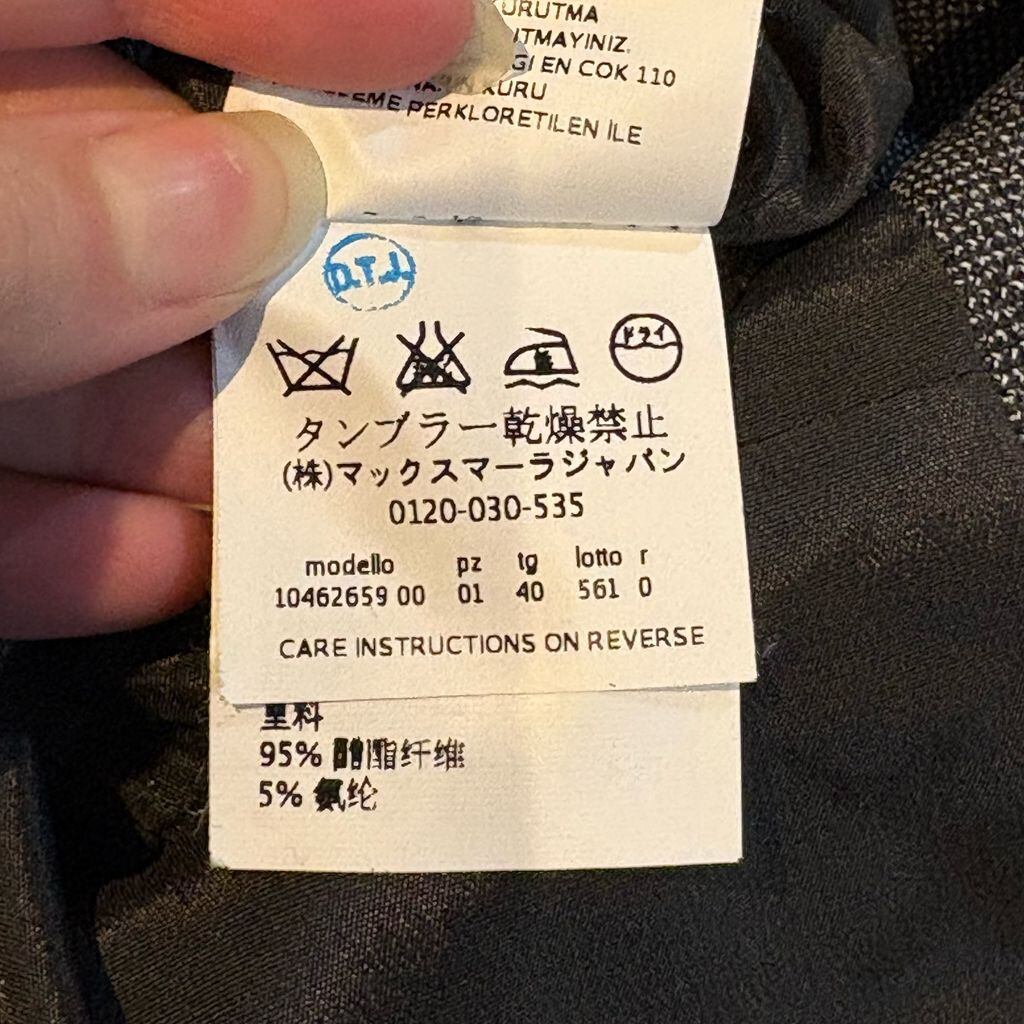 URUTMA
ITMAYINIZ.
GI EN COK 110
KURU
EME PERKLORETILEN İLE
D.T.J.
ドライ
タンブラー乾燥禁止
(株)マックスマーラジャパン
0120-030-535
modello pz tg lotto r
10462659 00 01 40 561 0
CARE INSTRUCTIONS ON REVERSE
里料
95% 醋酯纤维
5% 氨纶